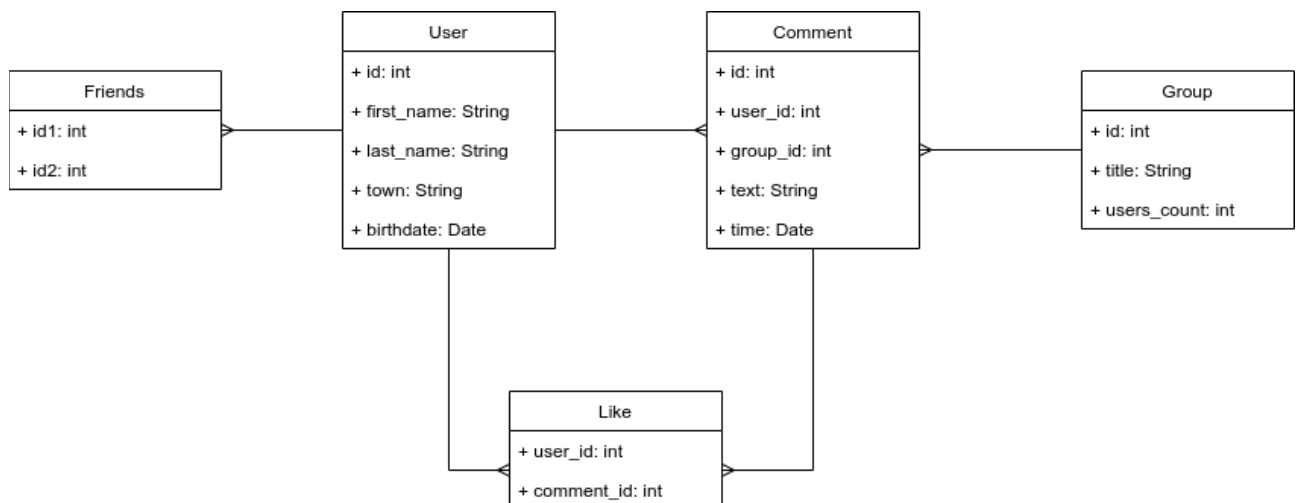 User
+ id: int
+ first_name: String
+ last_name: String
+ town: String
+ birthdate: Date
Comment
+ id: int
+ user_id: int
+ group_id: int
+ text: String
+ time: Date
Friends
+ id1: int
+ id2: int
Group
+ id: int
+ title: String
+ users_count: int
Like
+ user_id: int
+ comment_id: int